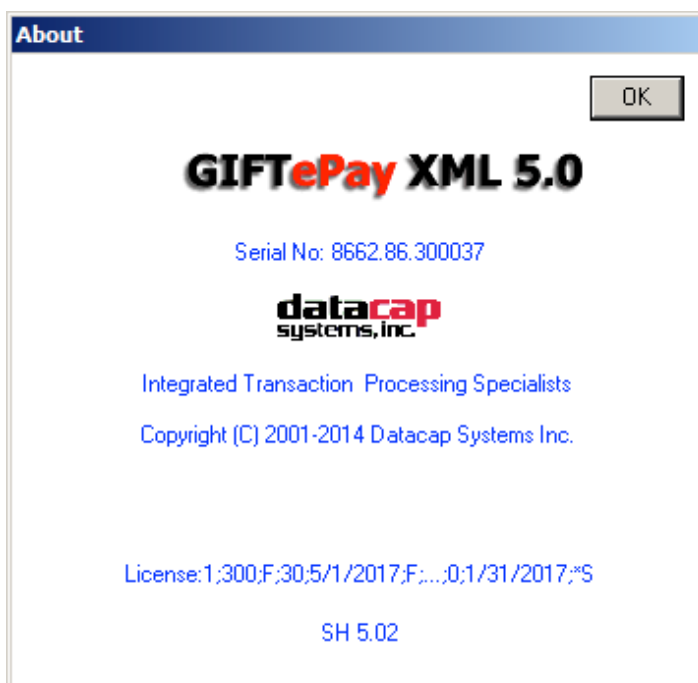 About
OK
GIFTePay XML 5.0
Serial No: 8662.86.300037
datacap
systems,inc.
Integrated Transaction  Processing Specialists
Copyright (C) 2001-2014 Datacap Systems Inc.
License:1;300;F;30;5/1/2017;F;...;0;1/31/2017;*S
SH 5.02